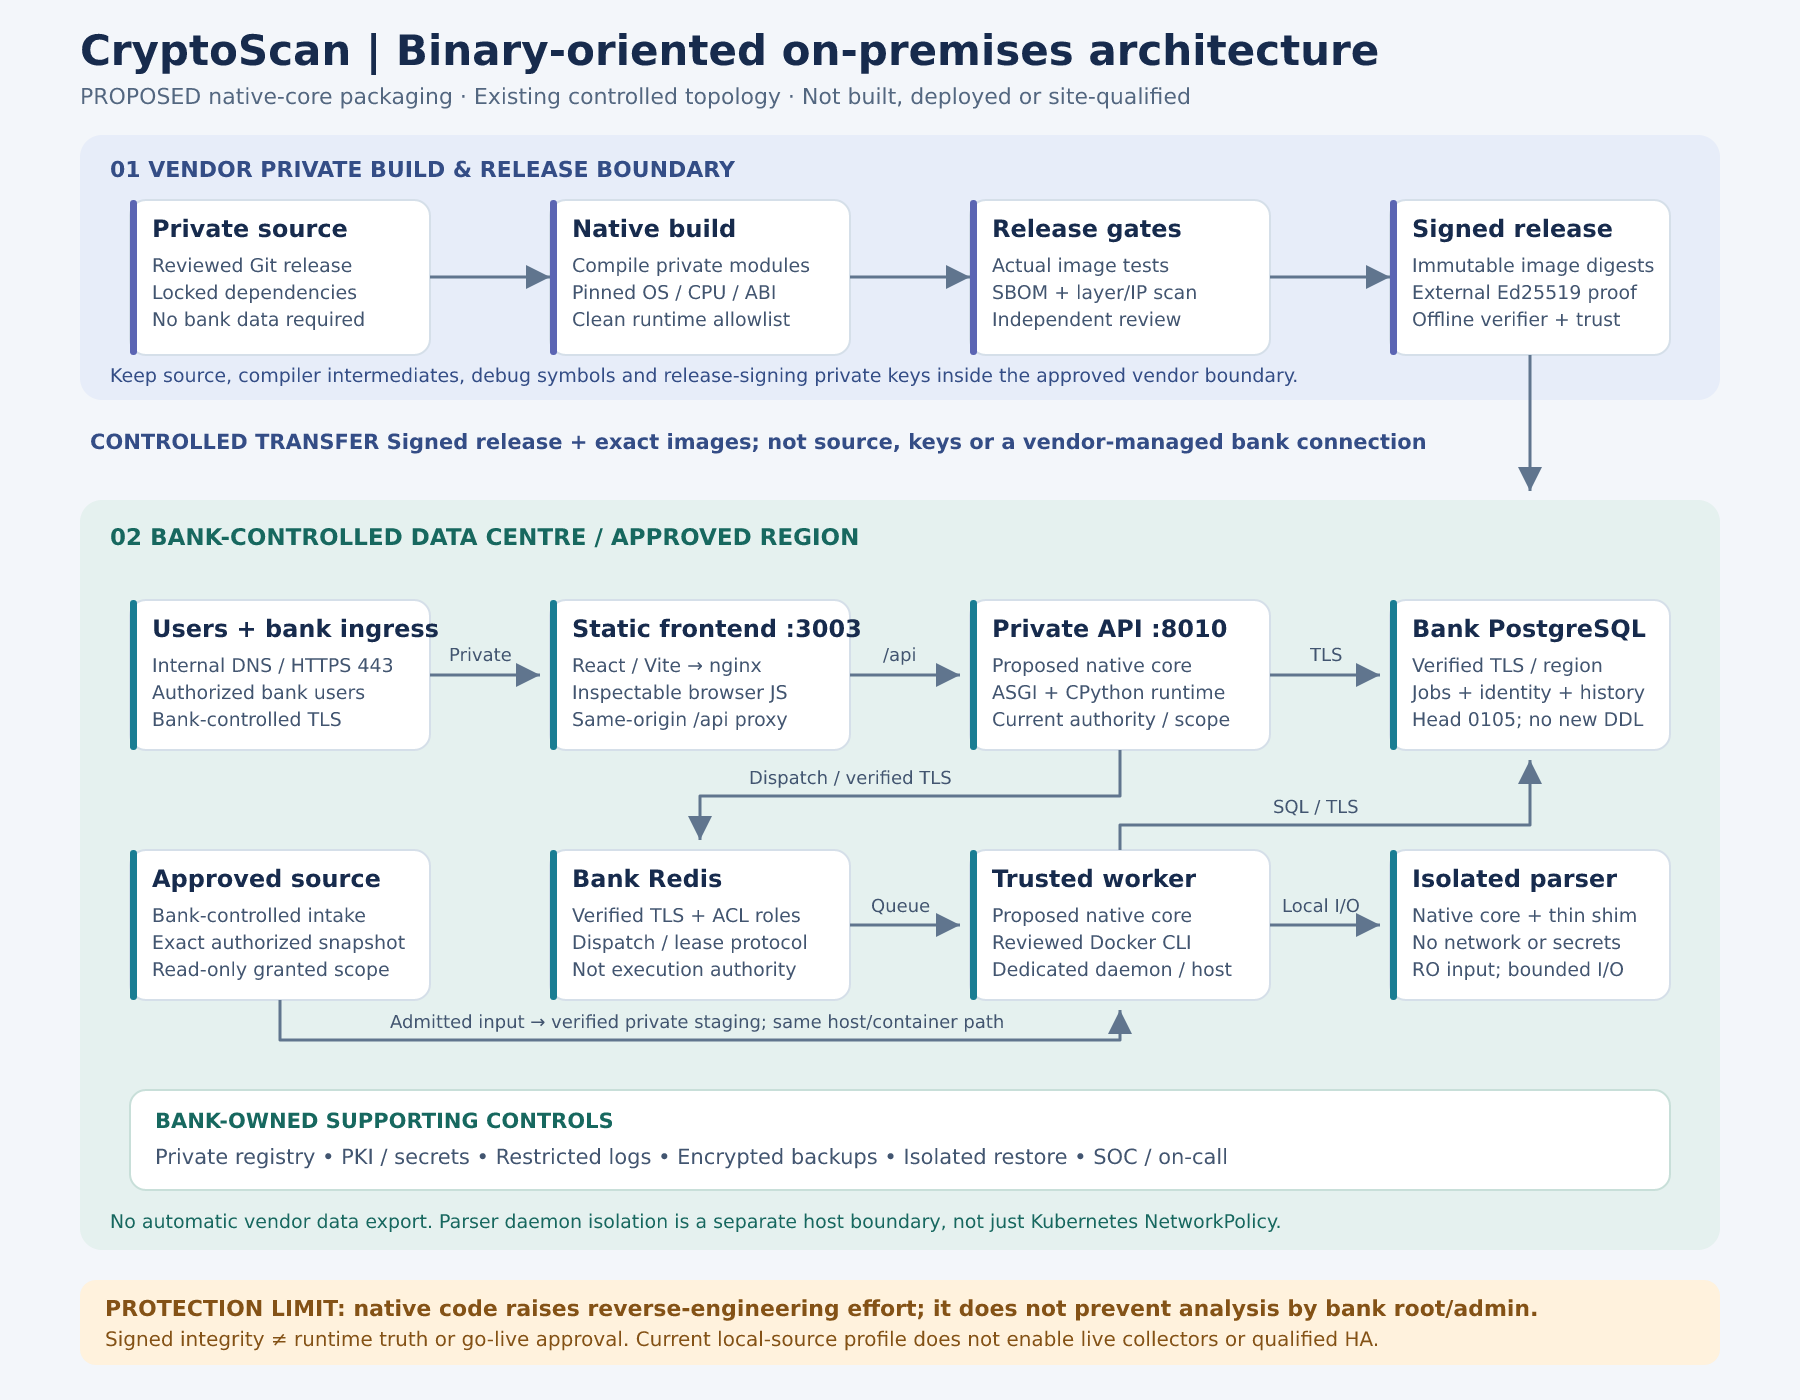 CryptoScan | Binary-oriented on-premises architecture
PROPOSED native-core packaging · Existing controlled topology · Not built, deployed or site-qualified
01 VENDOR PRIVATE BUILD & RELEASE BOUNDARY
Private source
Reviewed Git release
Locked dependencies
No bank data required
Native build
Compile private modules
Pinned OS / CPU / ABI
Clean runtime allowlist
Release gates
Actual image tests
SBOM + layer/IP scan
Independent review
Signed release
Immutable image digests
External Ed25519 proof
Offline verifier + trust
Keep source, compiler intermediates, debug symbols and release-signing private keys inside the approved vendor boundary.
CONTROLLED TRANSFER Signed release + exact images; not source, keys or a vendor-managed bank connection
02 BANK-CONTROLLED DATA CENTRE / APPROVED REGION
Users + bank ingress
Internal DNS / HTTPS 443
Authorized bank users
Bank-controlled TLS
Private
Static frontend :3003
React / Vite → nginx
Inspectable browser JS
Same-origin /api proxy
/api
Private API :8010
Proposed native core
ASGI + CPython runtime
Current authority / scope
TLS
Bank PostgreSQL
Verified TLS / region
Jobs + identity + history
Head 0105; no new DDL
Dispatch / verified TLS
SQL / TLS
Approved source
Bank-controlled intake
Exact authorized snapshot
Read-only granted scope
Bank Redis
Verified TLS + ACL roles
Dispatch / lease protocol
Not execution authority
Queue
Trusted worker
Proposed native core
Reviewed Docker CLI
Dedicated daemon / host
Local I/O
Isolated parser
Native core + thin shim
No network or secrets
RO input; bounded I/O
Admitted input → verified private staging; same host/container path
BANK-OWNED SUPPORTING CONTROLS
Private registry • PKI / secrets • Restricted logs • Encrypted backups • Isolated restore • SOC / on-call
No automatic vendor data export. Parser daemon isolation is a separate host boundary, not just Kubernetes NetworkPolicy.
PROTECTION LIMIT: native code raises reverse-engineering effort; it does not prevent analysis by bank root/admin.
Signed integrity ≠ runtime truth or go-live approval. Current local-source profile does not enable live collectors or qualified HA.